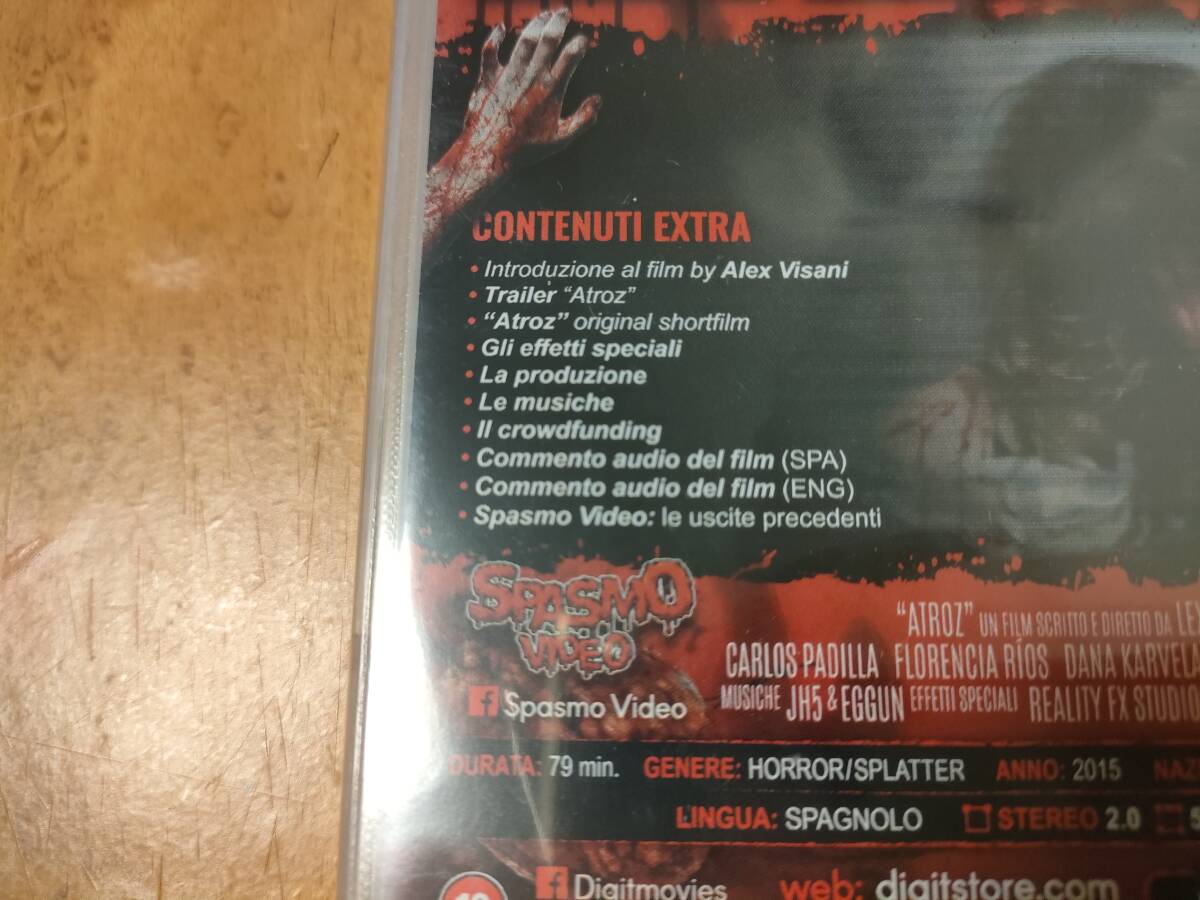 CONTENUTI EXTRA
• Introduzione al film by Alex Visani
• Trailer “Atroz”
• “Atroz” original shortfilm
• Gli effetti speciali
• La produzione
• Le musiche
• Il crowdfunding
• Commento audio del film (SPA)
• Commento audio del film (ENG)
• Spasmo Video: le uscite precedenti
SPASMO
VIDEO
“ATROZ” UN FILM SCRITTO E DIRETTO DA LE
CARLOS PADILLA FLORENCIA RÍOS DANA KARVELA
MUSICHE JH5 & EGGUN EFFETTI SPECIALI REALITY FX STUDIO
f Spasmo Video
DURATA: 79 min. GENERE: HORROR/SPLATTER ANNO: 2015 NAZ
LINGUA: SPAGNOLO STEREO 2.0 S
f Digitmovies web: digitstore.com